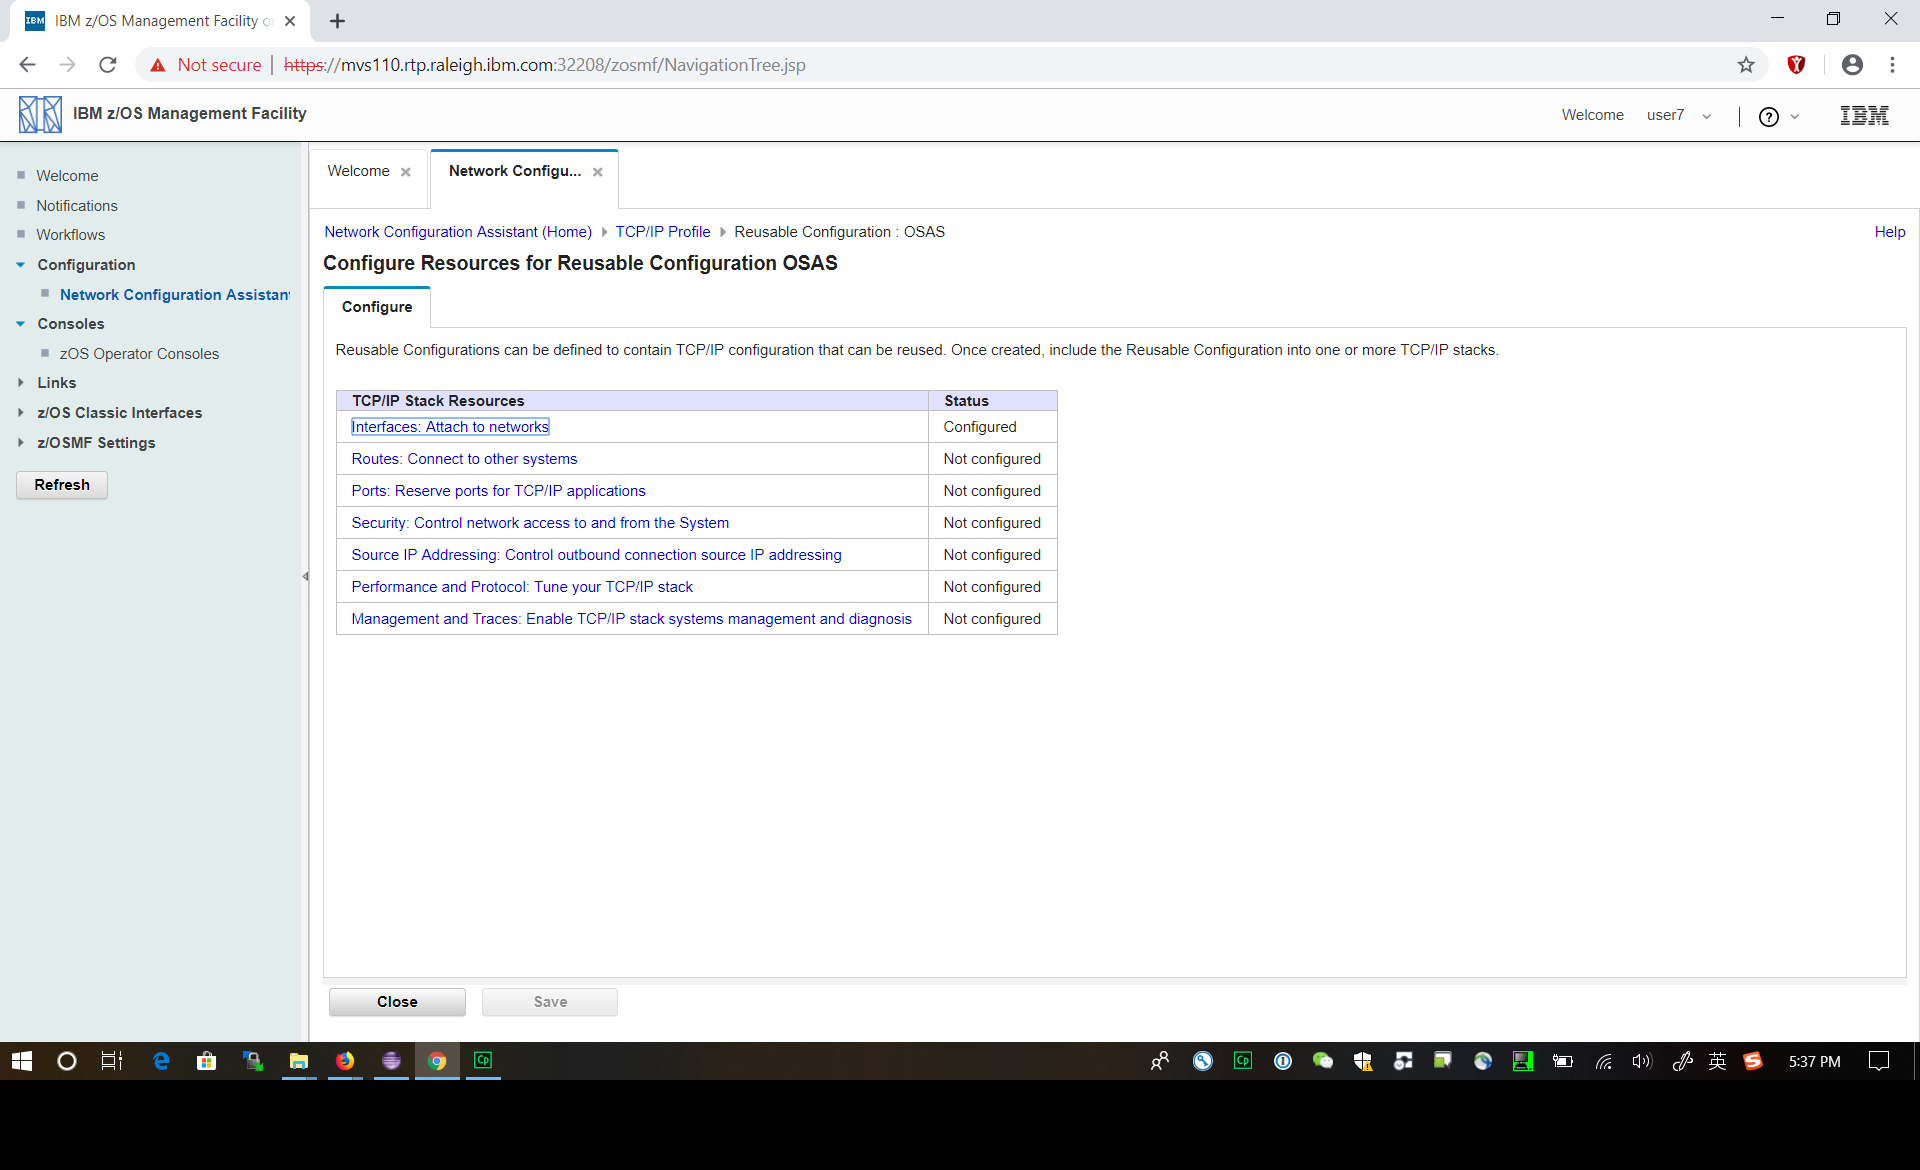 IBM z/OS Management Facility o
Not secure | https://mvs110.rtp.raleigh.ibm.com:32208/zosmf/NavigationTree.jsp
IBM z/OS Management Facility
Welcome user7
IBM
Welcome
Notifications
Workflows
Configuration
Network Configuration Assistant
Consoles
zOS Operator Consoles
Links
z/OS Classic Interfaces
z/OSMF Settings
Refresh
Welcome
Network Configu...
Network Configuration Assistant (Home) TCP/IP Profile Reusable Configuration : OSAS
Help
Configure Resources for Reusable Configuration OSAS
Configure
Reusable Configurations can be defined to contain TCP/IP configuration that can be reused. Once created, include the Reusable Configuration into one or more TCP/IP stacks.
TCP/IP Stack Resources Status
Interfaces: Attach to networks Configured
Routes: Connect to other systems Not configured
Ports: Reserve ports for TCP/IP applications Not configured
Security: Control network access to and from the System Not configured
Source IP Addressing: Control outbound connection source IP addressing Not configured
Performance and Protocol: Tune your TCP/IP stack Not configured
Management and Traces: Enable TCP/IP stack systems management and diagnosis Not configured
Close
Save
Cp
Cp
英
5:37 PM